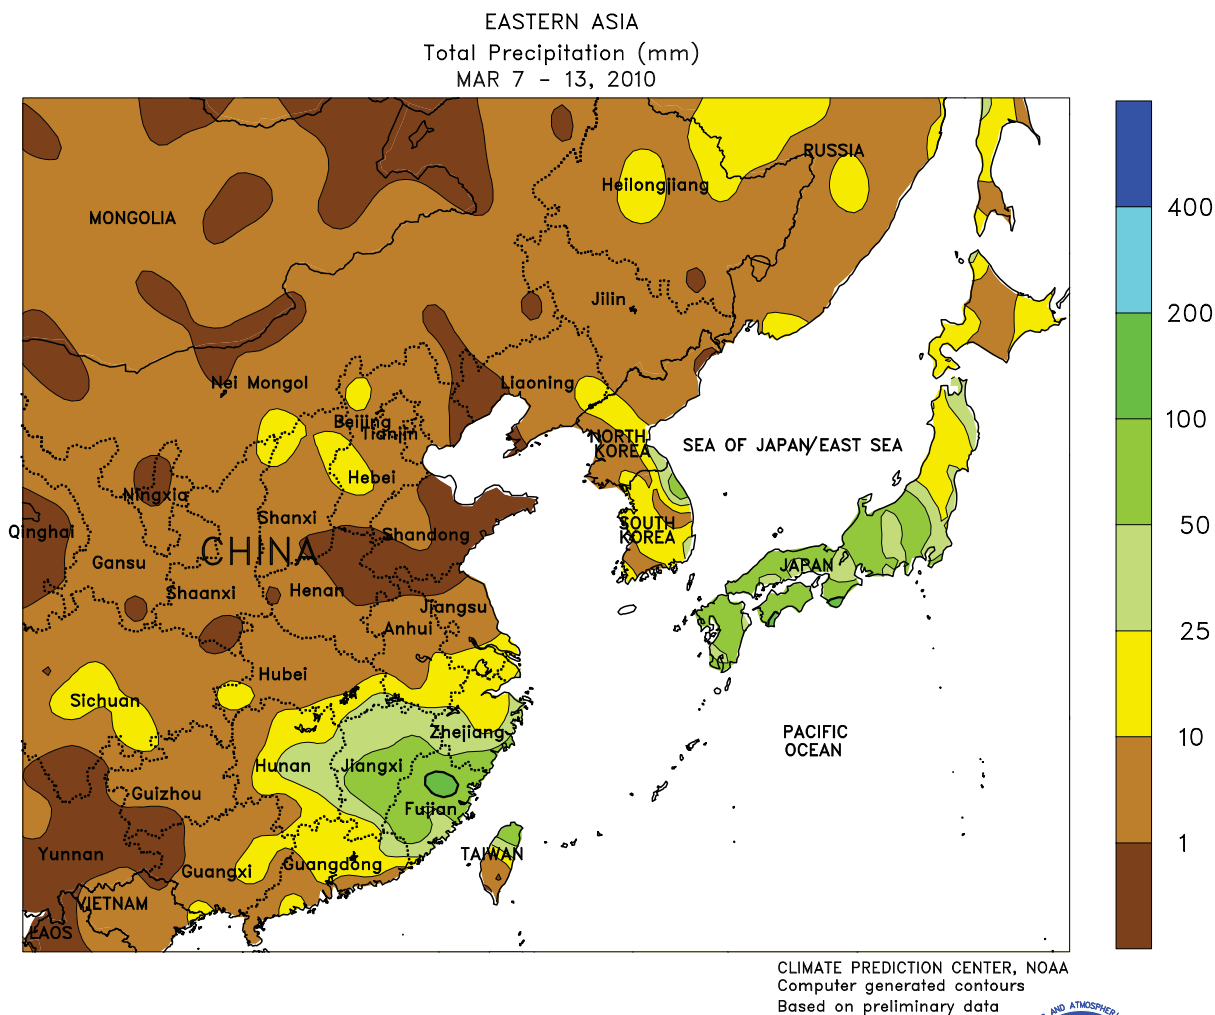 EASTERN ASIA
Total Precipitation (mm)
MAR 7 - 13, 2010
RUSSIA
Heilongjiang
MONGOLIA
400
Jilin
200
Nei Mongol
Liaoning
Beijing
Tianjin
100
NORTH
KOREA
SEA OF JAPAN/EAST SEA
Hebei
Ningxia
Shanxi
SOUTH
KOREA
50
Qinghai
Shandong
CHINA
Gansu
JAPAN
Shaanxi
Henan
Jiangsu
Anhui
25
Hubei
Sichuan
Zhejiang
PACIFIC
OCEAN
10
Hunan
Jiangxi
Guizhou
Fujian
1
Yunnan
TAIWAN
Guangxi
Guangdong
VIETNAM
LAOS
CLIMATE PREDICTION CENTER, NOAA
Computer generated contours
Based on preliminary data
AND ATMOSPHERI